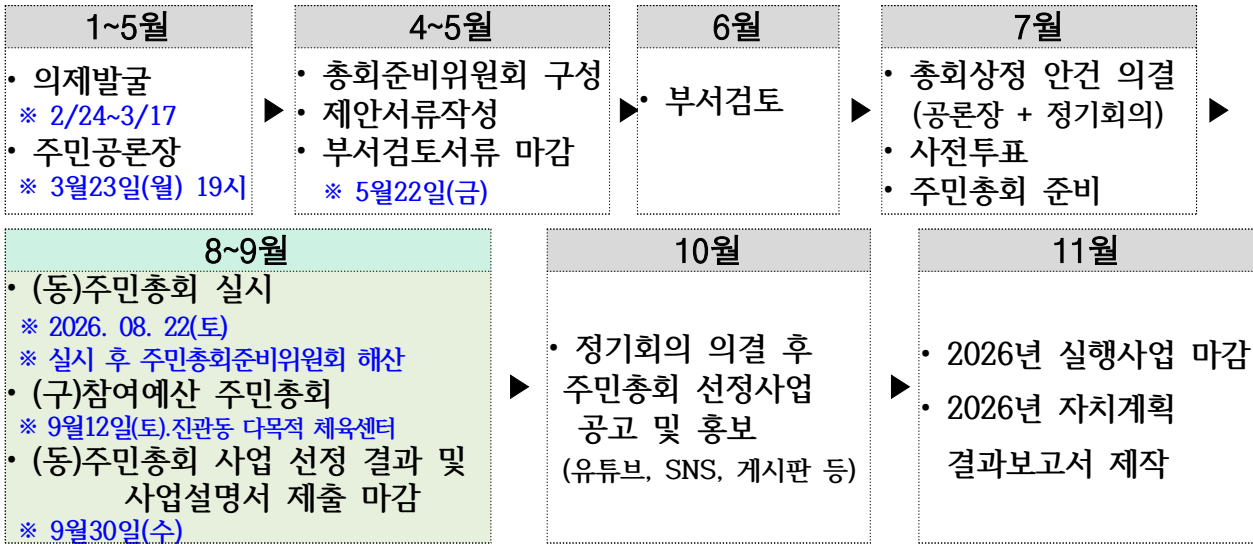 1~5월
• 의제발굴
※ 2/24~3/17
• 주민공론장
※ 3월23일(월) 19시
▶
4~5월
• 총회준비위원회 구성
• 제안서류작성
• 부서검토서류 마감
※ 5월22일(금)
▶
6월
• 부서검토
▶
7월
• 총회상정 안건 의결
(공론장 + 정기회의)
• 사전투표
• 주민총회 준비
▶
8~9월
• (동)주민총회 실시
※ 2026. 08. 22(토)
※ 실시 후 주민총회준비위원회 해산
• (구)참여예산 주민총회
※ 9월12일(토).진관동 다목적 체육센터
• (동)주민총회 사업 선정 결과 및
사업설명서 제출 마감
※ 9월30일(수)
▶
10월
• 정기회의 의결 후
주민총회 선정사업
공고 및 홍보
(유튜브, SNS, 게시판 등)
▶
11월
• 2026년 실행사업 마감
• 2026년 자치계획
결과보고서 제작